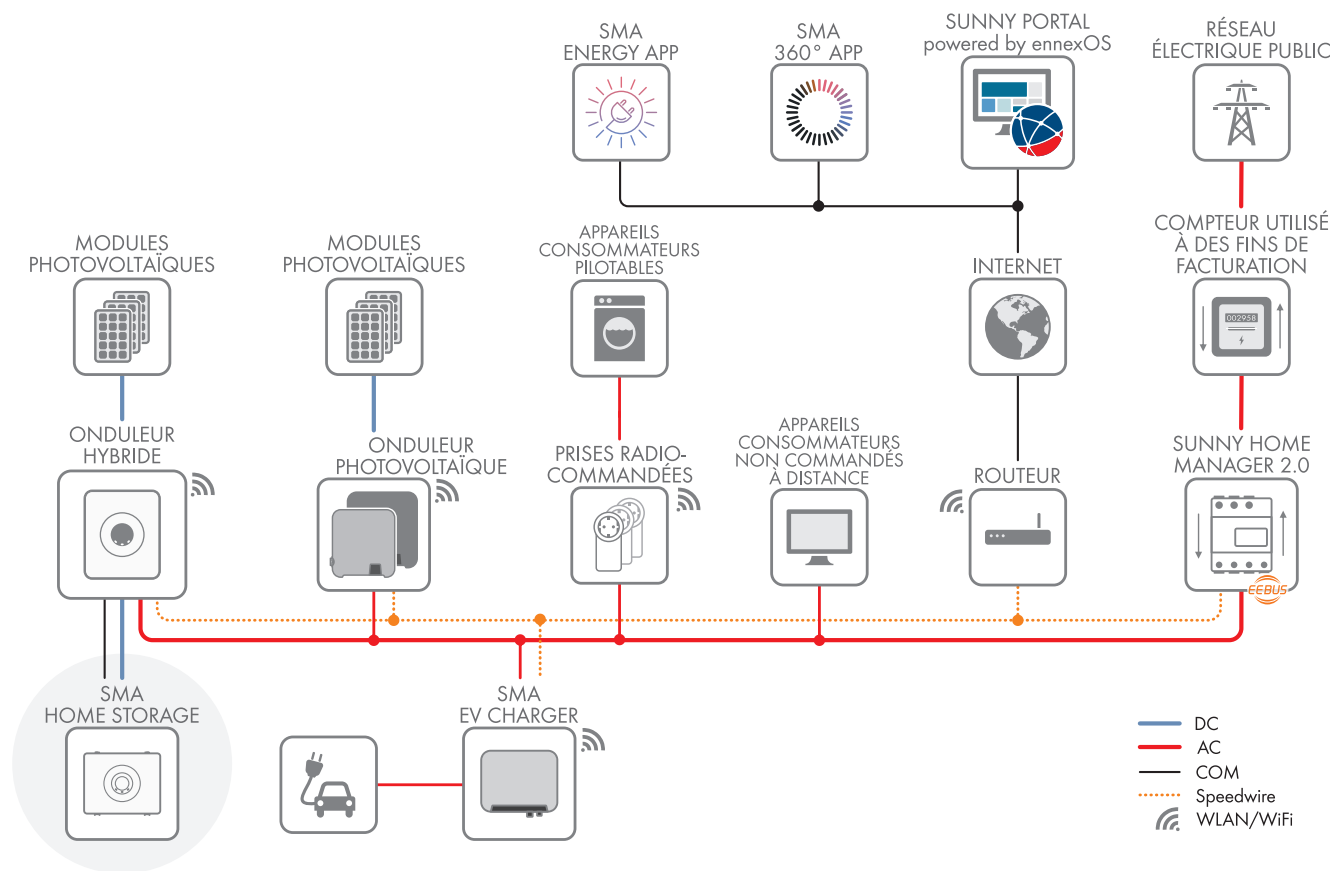 SMA
ENERGY APP
SMA
360° APP
SUNNY PORTAL
powered by ennexOS
RÉSEAU
ÉLECTRIQUE PUBLIC
MODULES
PHOTOVOLTAÏQUES
MODULES
PHOTOVOLTAÏQUES
APPAREILS
CONSOMMATEURS
PILOTABLES
INTERNET
COMPTEUR UTILISÉ
À DES FINS DE
FACTURATION
002958
ONDULEUR
HYBRIDE
ONDULEUR
PHOTOVOLTAÏQUE
PRISES RADIO-
COMMANDÉES
APPAREILS
CONSOMMATEURS
NON COMMANDÉS
À DISTANCE
ROUTEUR
SUNNY HOME
MANAGER 2.0
EEBUS
SMA
HOME STORAGE
SMA
EV CHARGER
DC
AC
COM
Speedwire
WLAN/WiFi